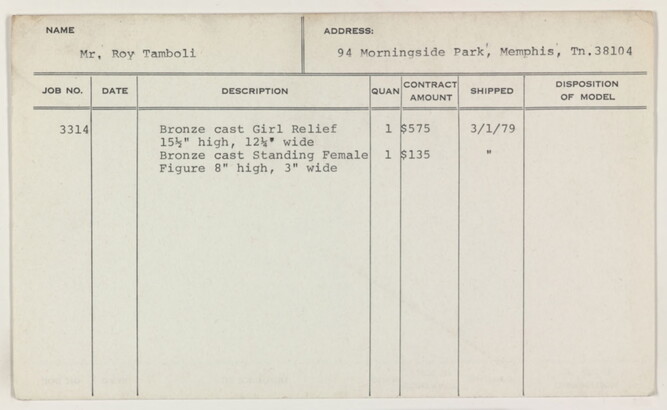 NAME
Mr. Roy Tamboli
ADDRESS:
94 Morningside Park, Memphis, Tn.38104
JOB NO. DATE DESCRIPTION QUAN CONTRACT AMOUNT SHIPPED DISPOSITION OF MODEL
3314 Bronze cast Girl Relief 1 $575 3/1/79
15½" high, 12¼" wide
Bronze cast Standing Female 1 $135 "
Figure 8" high, 3" wide